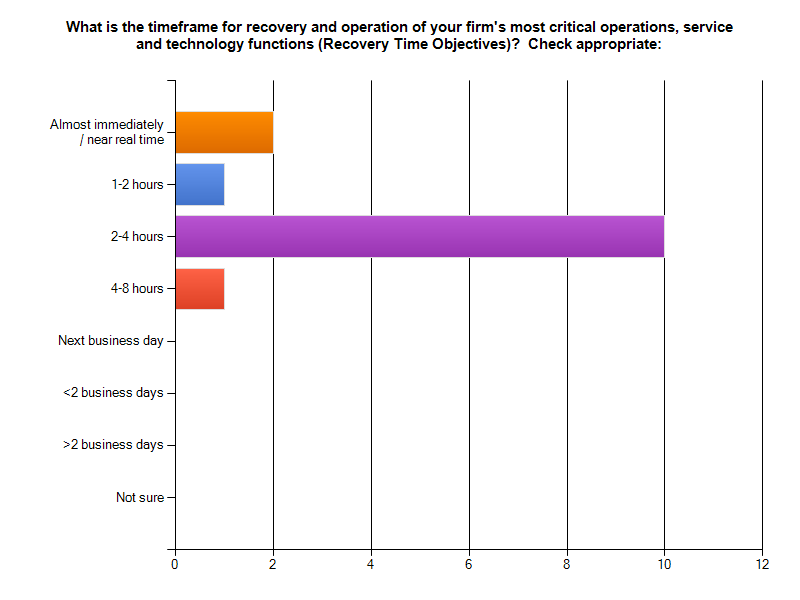 What is the timeframe for recovery and operation of your firm's most critical operations, service
and technology functions (Recovery Time Objectives)?  Check appropriate:
Almost immediately
/ near real time
1-2 hours
2-4 hours
4-8 hours
Next business day
<2 business days
>2 business days
Not sure
0 2 4 6 8 10 12